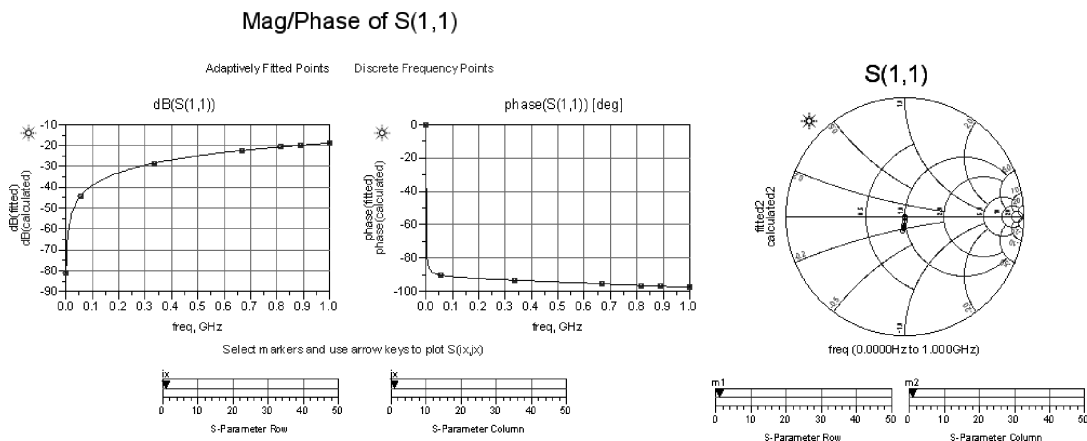 Mag/Phase of S(1,1)
Adaptively Fitted Points Discrete Frequency Points
dB(S(1,1))
-10
-20
-30
-40
-50
-60
-70
-80
-90
dB(fitted)
dB(calculated)
0.0 0.1 0.2 0.3 0.4 0.5 0.6 0.7 0.8 0.9 1.0
freq, GHz
phase(S(1,1)) [deg]
0
-20
-40
-60
-80
-100
phase(fitted)
phase(calculated)
0.0 0.1 0.2 0.3 0.4 0.5 0.6 0.7 0.8 0.9 1.0
freq, GHz
S(1,1)
fitted2
calculated2
2.0
-0.2
-0.5
freq (0.0000Hz to 1.000GHz)
Select markers and use arrow keys to plot S(ix,jx)
ix
0 10 20 30 40 50
S-Parameter Row
ix
0 10 20 30 40 50
S-Parameter Column
m1
0 10 20 30 40 50
S-Parameter Row
m2
0 10 20 30 40 50
S-Parameter Column